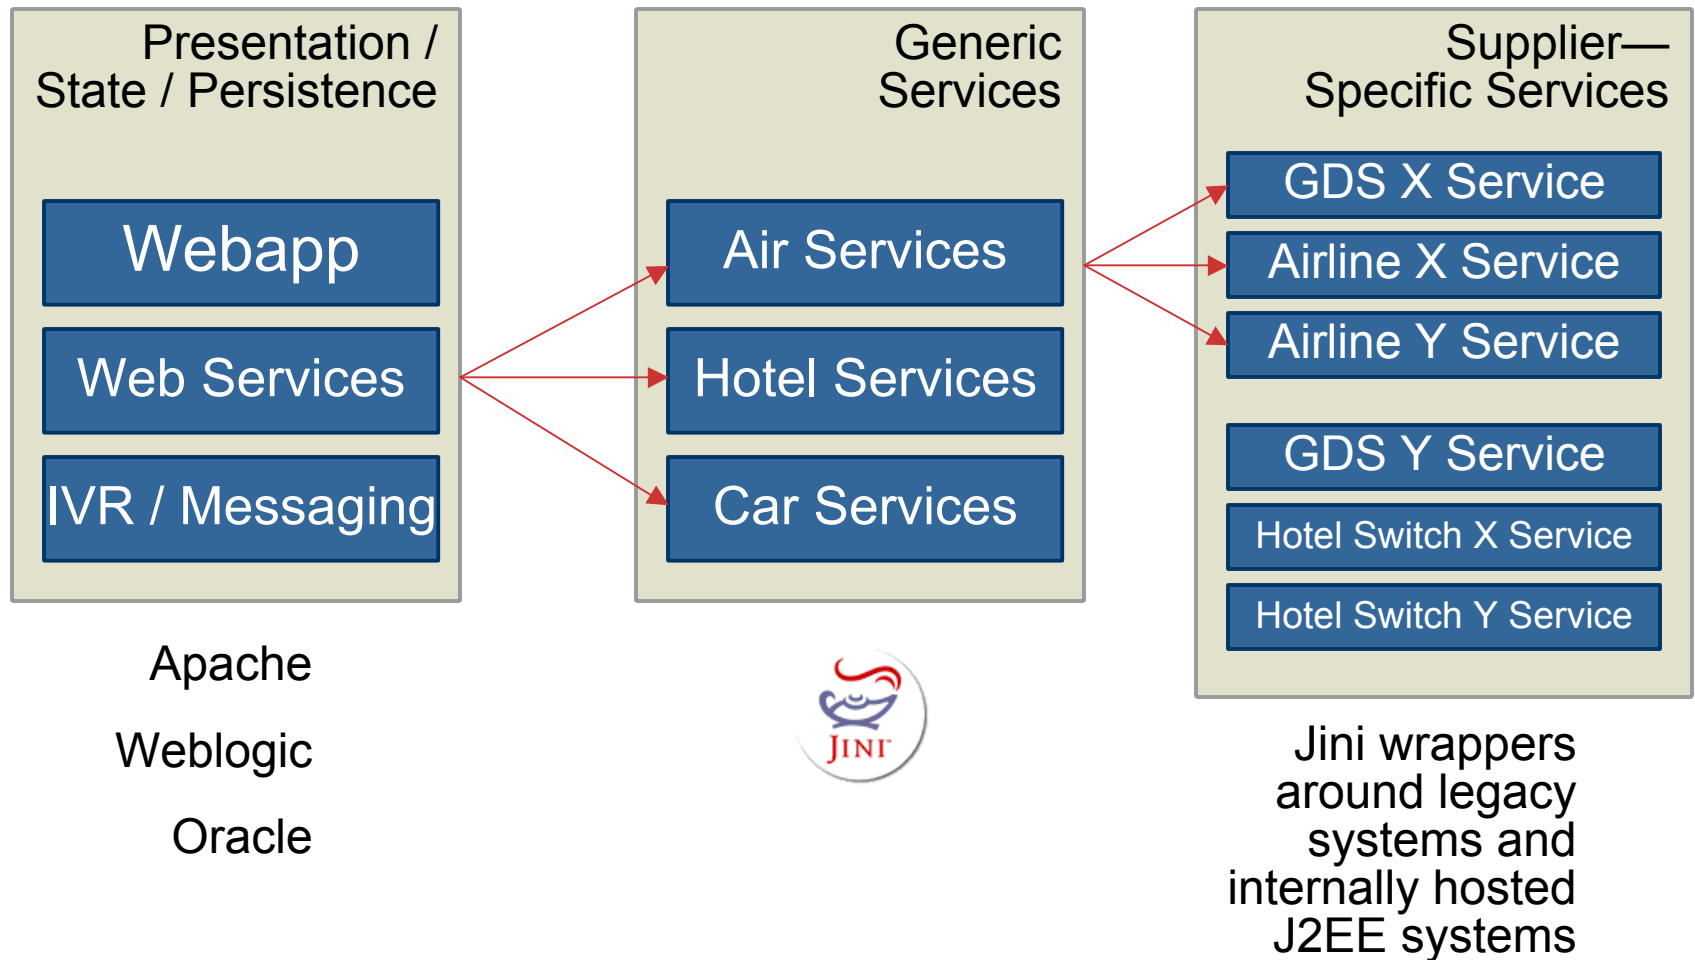 Presentation /
State / Persistence
Webapp
Web Services
IVR / Messaging
Apache
Weblogic
Oracle
Generic
Services
Air Services
Hotel Services
Car Services
JINI™
Supplier—
Specific Services
GDS X Service
Airline X Service
Airline Y Service
GDS Y Service
Hotel Switch X Service
Hotel Switch Y Service
Jini wrappers
around legacy
systems and
internally hosted
J2EE systems